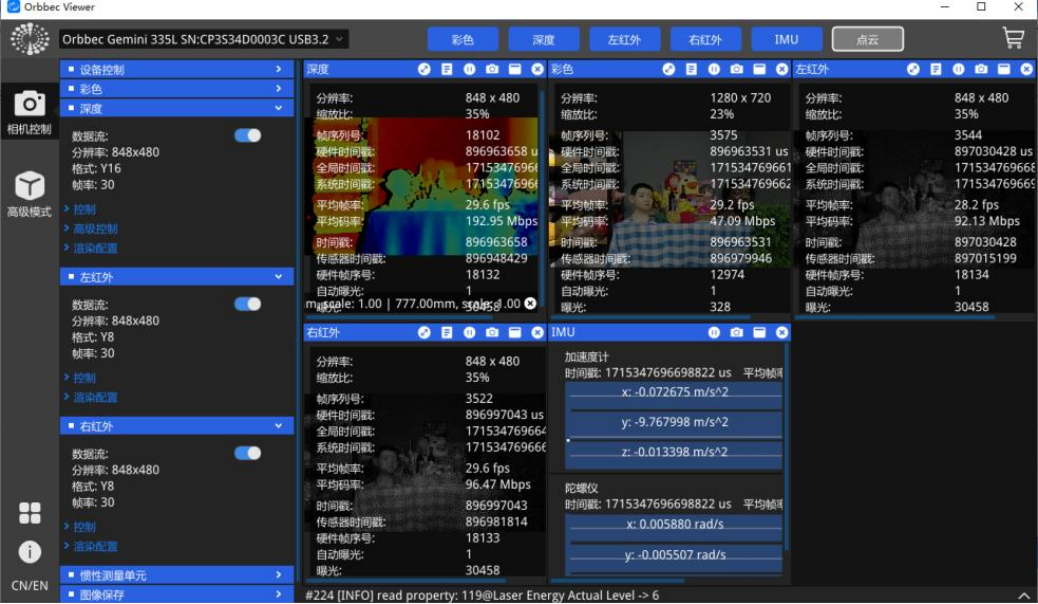 Orbbec Viewer
Orbbec Gemini 335L SN:CP3S34D0003C USB3.2
彩色
深度
左红外
右红外
IMU
点云
相机控制
高级模式
CN/EN
设备控制
彩色
深度
数据流:
分辨率: 848x480
格式: Y16
帧率: 30
控制
高级控制
渲染配置
左红外
数据流:
分辨率: 848x480
格式: Y8
帧率: 30
控制
渲染配置
右红外
数据流:
分辨率: 848x480
格式: Y8
帧率: 30
控制
渲染配置
惯性测量单元
图像保存
深度
分辨率: 848 x 480
缩放比: 35%
帧序列号: 18102
硬件时间戳: 896963658 u
全局时间戳: 17153476966
系统时间戳: 1715347696
平均帧率: 29.6 fps
平均码率: 192.95 Mbps
时间戳: 896963658
传感器时间戳: 896948429
硬件帧序号: 18132
自动曝光: 1
m, scale: 1.00 | 777.00mm, scale: 1.00
曝光: 30458
彩色
分辨率: 1280 x 720
缩放比: 23%
帧序列号: 3575
硬件时间戳: 896963531 us
全局时间戳: 171534769661
系统时间戳: 171534769662
平均帧率: 29.2 fps
平均码率: 47.09 Mbps
时间戳: 896963531
传感器时间戳: 896979946
硬件帧序号: 12974
自动曝光: 1
曝光: 328
左红外
分辨率: 848 x 480
缩放比: 35%
帧序列号: 3544
硬件时间戳: 897030428 us
全局时间戳: 171534769668
系统时间戳: 171534769669
平均帧率: 28.2 fps
平均码率: 92.13 Mbps
时间戳: 897030428
传感器时间戳: 897015199
硬件帧序号: 18134
自动曝光: 1
曝光: 30458
右红外
分辨率: 848 x 480
缩放比: 35%
帧序列号: 3522
硬件时间戳: 896997043 us
全局时间戳: 171534769664
系统时间戳: 171534769666
平均帧率: 29.6 fps
平均码率: 96.47 Mbps
时间戳: 896997043
传感器时间戳: 896981814
硬件帧序号: 18133
自动曝光: 1
曝光: 30458
IMU
加速度计
时间戳: 1715347696698822 us 平均帧率
x: -0.072675 m/s^2
y: -9.767998 m/s^2
z: -0.013398 m/s^2
陀螺仪
时间戳: 1715347696698822 us 平均帧率
x: 0.005880 rad/s
y: -0.005507 rad/s
#224 [INFO] read property: 119@Laser Energy Actual Level -> 6